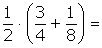 1/2 · (3/4 + 1/8) =